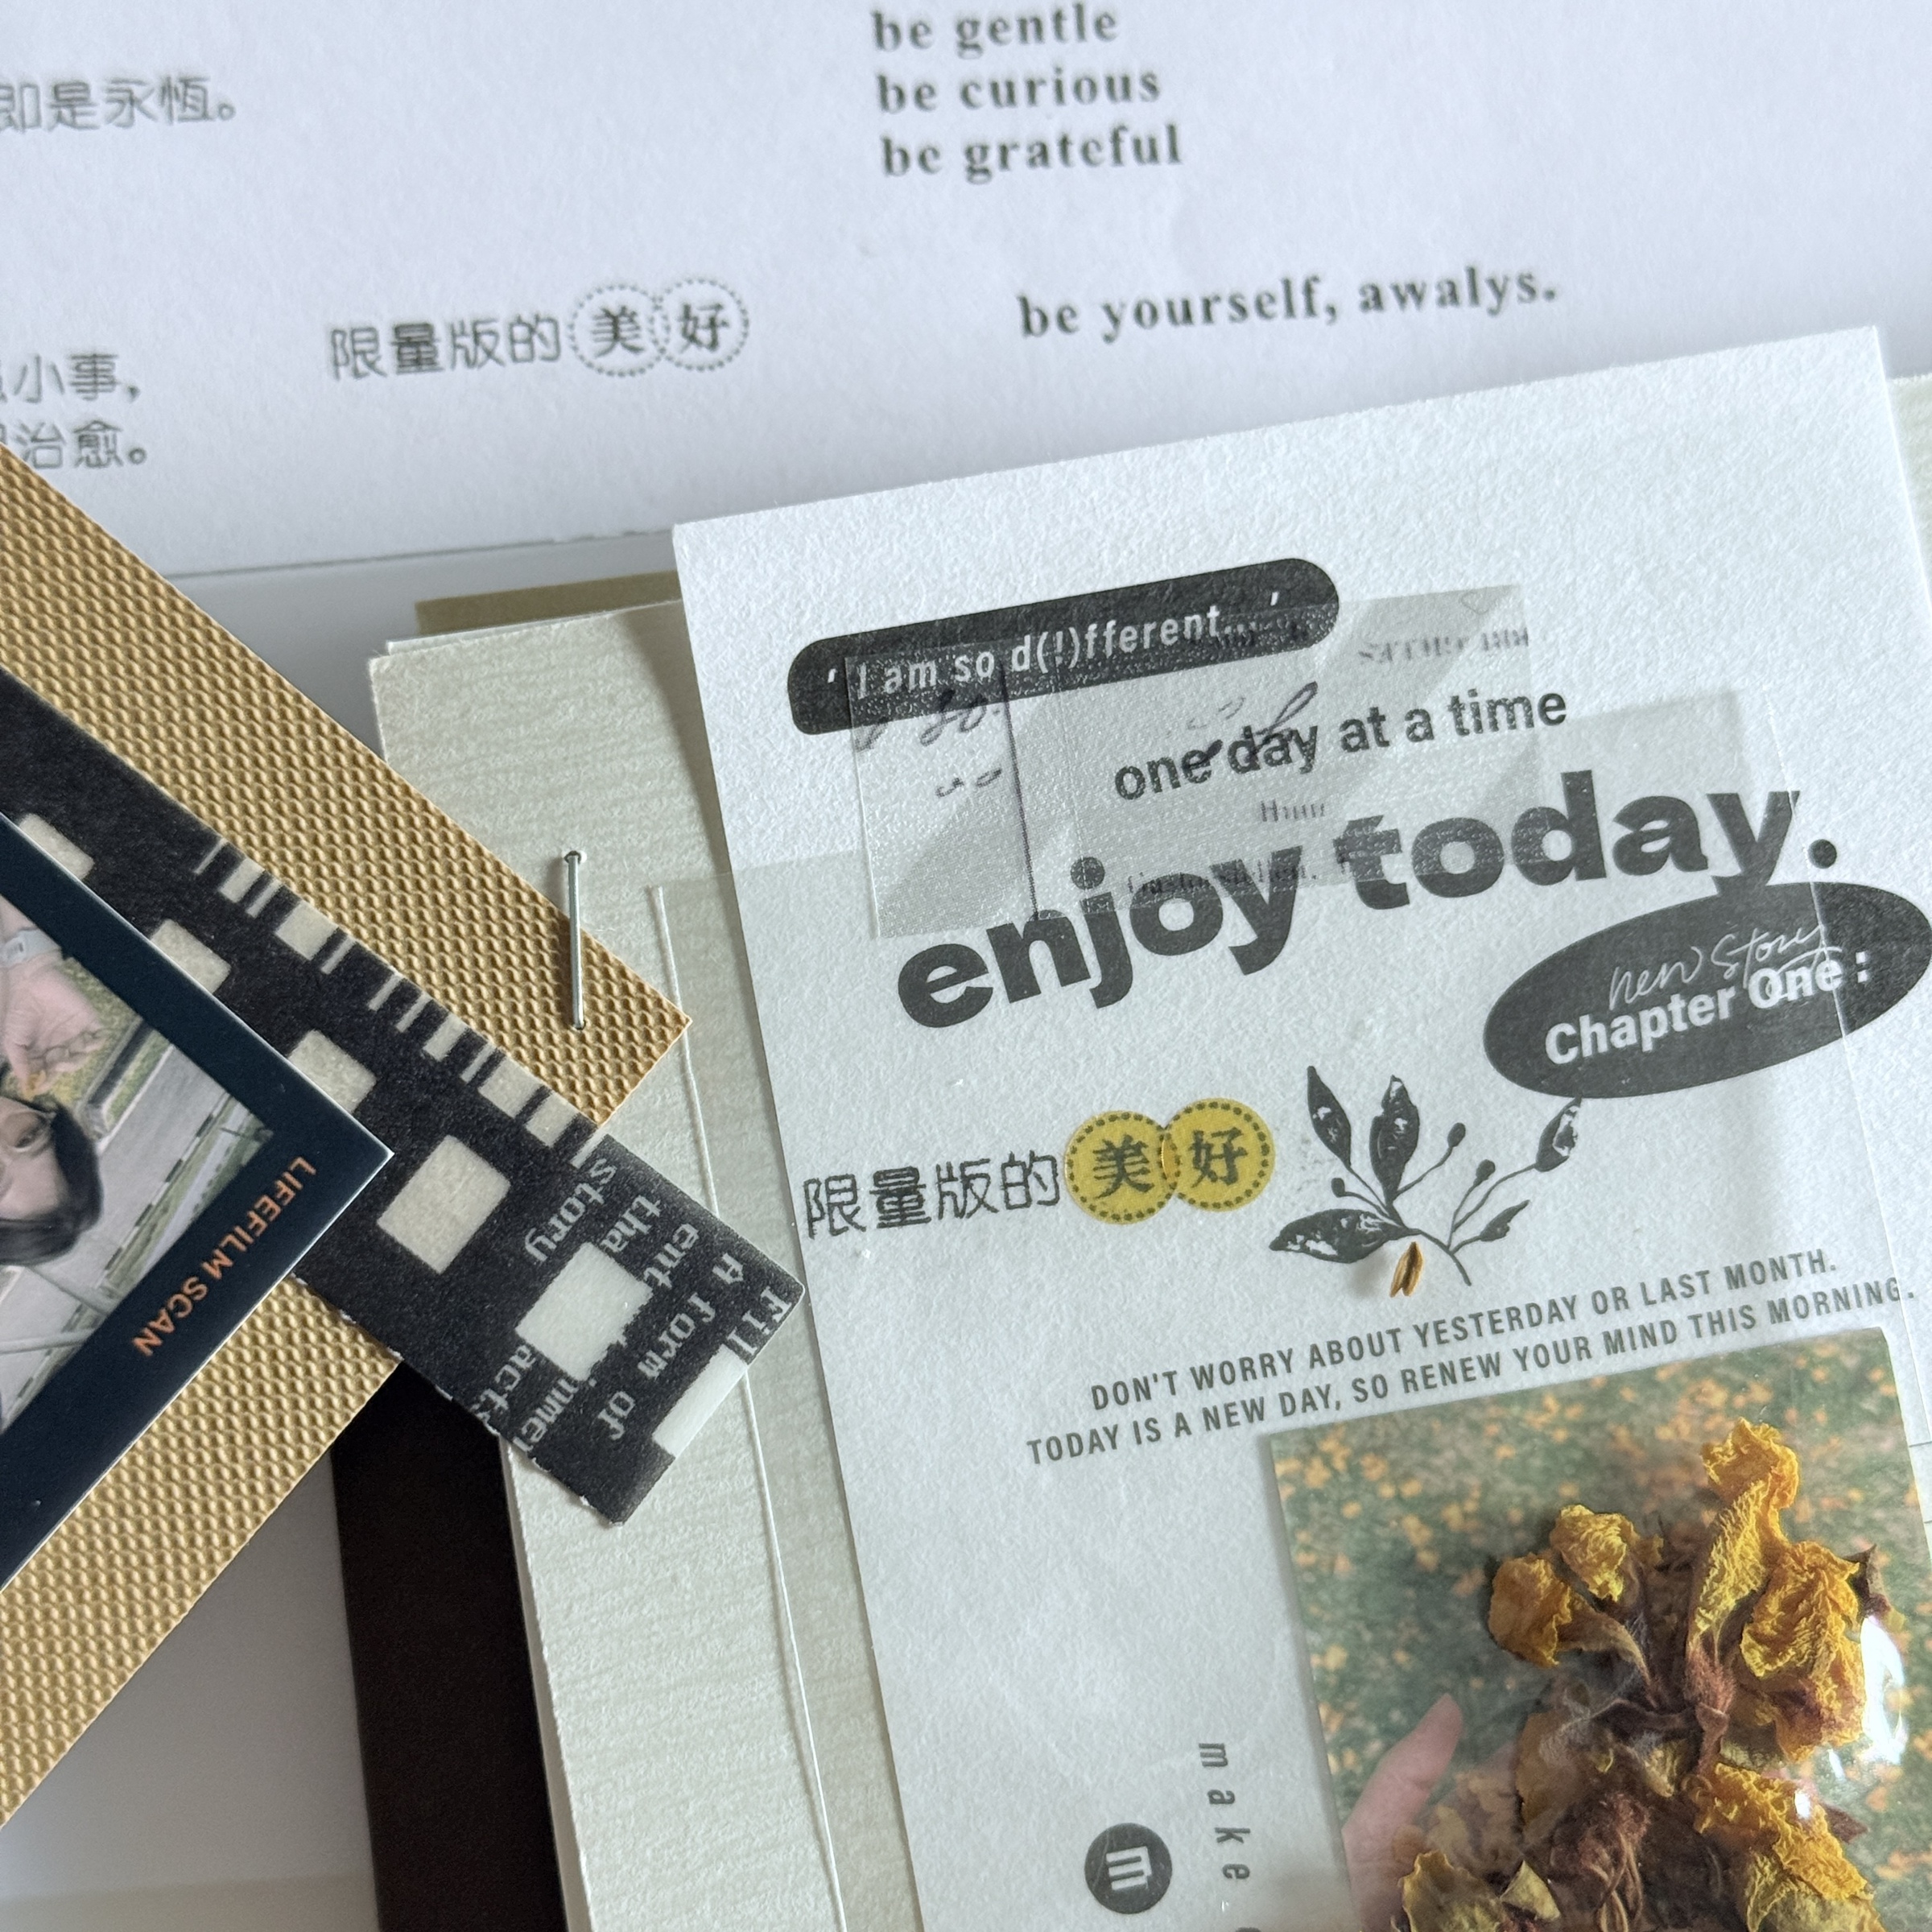 be gentle
be curious
be grateful
即是永恆。
限量版的美好
be yourself, awalys.
小事，
治愈。
' I am so d(!)fferent... '
one day at a time
enjoy today.
new story
Chapter One :
限量版的美好
DON'T WORRY ABOUT YESTERDAY OR LAST MONTH.
TODAY IS A NEW DAY, SO RENEW YOUR MIND THIS MORNING.
LIFEFILM SCAN
A
form of
ent
tha
story
make
m